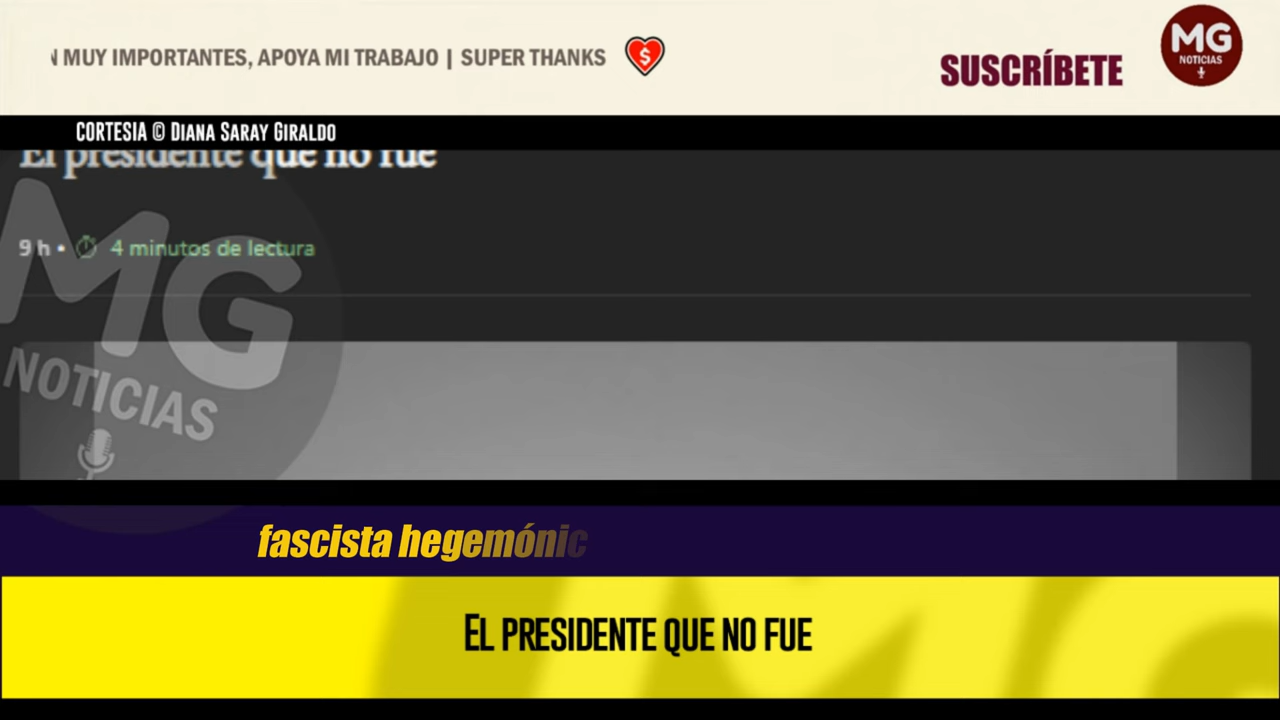 MUY IMPORTANTES, APOYA MI TRABAJO | SUPER THANKS
$
SUSCRÍBETE
MG
NOTICIAS
CORTESIA © DIANA SARAY GIRALDO
El presidente que no fue
9 h • 4 minutos de lectura
MG
NOTICIAS
fascista hegemónic
EL PRESIDENTE QUE NO FUE